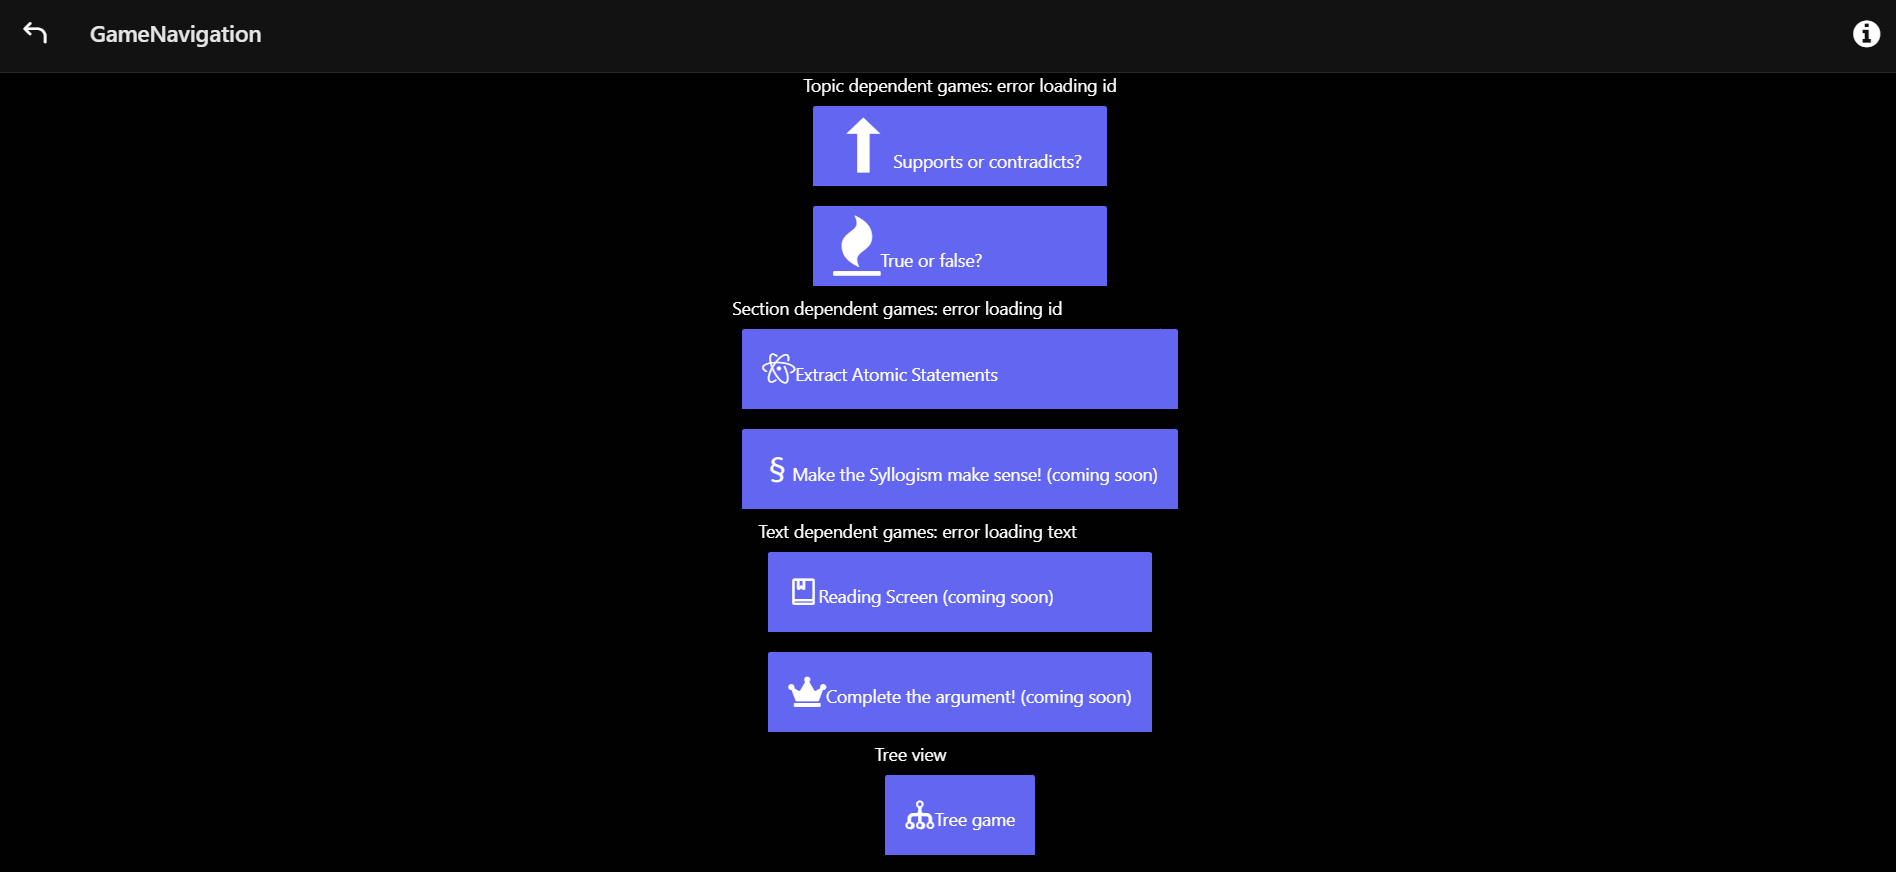 GameNavigation
Topic dependent games: error loading id
Supports or contradicts?
True or false?
Section dependent games: error loading id
Extract Atomic Statements
§ Make the Syllogism make sense! (coming soon)
Text dependent games: error loading text
Reading Screen (coming soon)
Complete the argument! (coming soon)
Tree view
Tree game